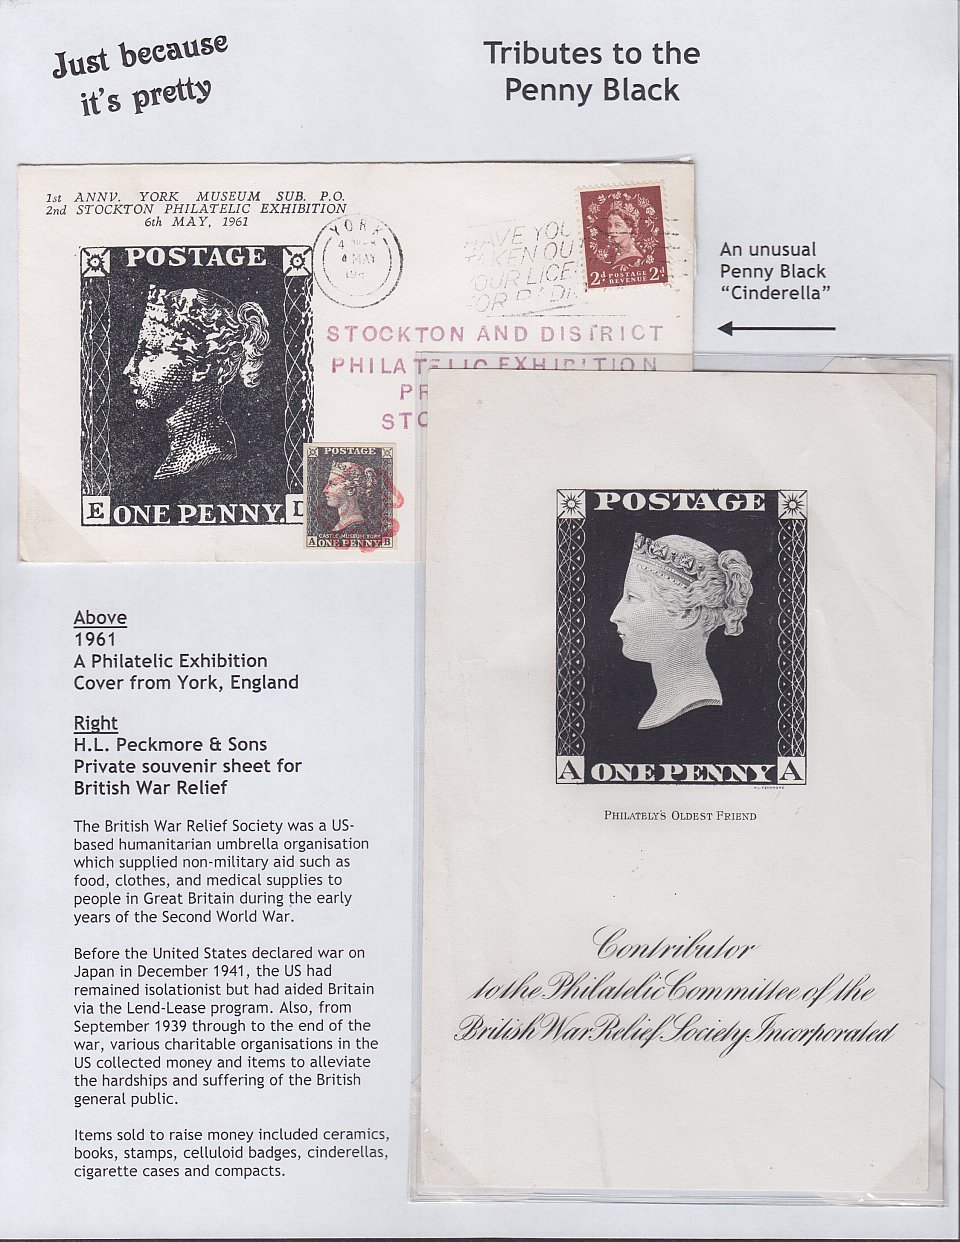 Just because
it's pretty
Tributes to the
Penny Black
1st ANNV. YORK MUSEUM SUB. P.O.
2nd STOCKTON PHILATELIC EXHIBITION
6th MAY, 1961
YORK
4 MAY
HAVE YOU
TAKEN OUT
YOUR
2d POSTAGE REVENUE 2d
POSTAGE
E ONE PENNY.
STOCKTON AND DISTRICT
PHILATELIC EXHIBITION
POSTAGE
CASTLE MUSEUM YORK
A ONE PENNY B
An unusual
Penny Black
“Cinderella”
POSTAGE
A ONE PENNY A
H.L. PECKMORE
PHILATELY'S OLDEST FRIEND
Contributor
to the Philatelic Committee of the
British War Relief Society, Incorporated
Above
1961
A Philatelic Exhibition
Cover from York, England
Right
H.L. Peckmore & Sons
Private souvenir sheet for
British War Relief
The British War Relief Society was a US-
based humanitarian umbrella organisation
which supplied non-military aid such as
food, clothes, and medical supplies to
people in Great Britain during the early
years of the Second World War.
Before the United States declared war on
Japan in December 1941, the US had
remained isolationist but had aided Britain
via the Lend-Lease program. Also, from
September 1939 through to the end of the
war, various charitable organisations in the
US collected money and items to alleviate
the hardships and suffering of the British
general public.
Items sold to raise money included ceramics,
books, stamps, celluloid badges, cinderellas,
cigarette cases and compacts.